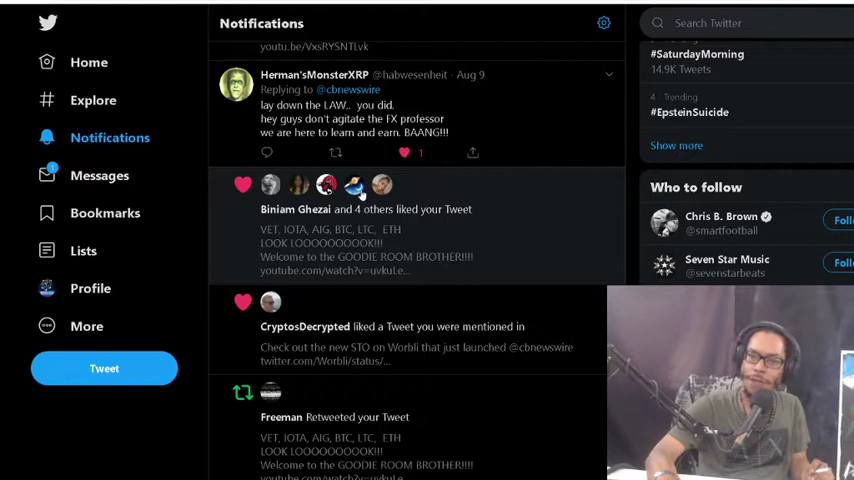 Home
Explore
Notifications
1
Messages
Bookmarks
Lists
Profile
More
Tweet
Notifications
youtu.be/VxsRYSNTLvk
Herman'sMonsterXRP @habwesenheit · Aug 9
Replying to @cbnewswire
lay down the LAW.. you did.
hey guys don't agitate the FX professor
we are here to learn and earn. BAANG!!!
1
Biniam Ghezai and 4 others liked your Tweet
VET, IOTA, AIG, BTC, LTC, ETH
LOOK LOOOOOOOOK!!!
Welcome to the GOODIE ROOM BROTHER!!!!
youtube.com/watch?v=uvkuLe...
CryptosDecrypted liked a Tweet you were mentioned in
Check out the new STO on Worbli that just launched @cbnewswire
twitter.com/Worbli/status/...
Freeman Retweeted your Tweet
VET, IOTA, AIG, BTC, LTC, ETH
LOOK LOOOOOOOOK!!!
Welcome to the GOODIE ROOM BROTHER!!!!
Search Twitter
#SaturdayMorning
14.9K Tweets
4 · Trending
#EpsteinSuicide
Show more
Who to follow
Chris B. Brown
@smartfootball
Foll
Seven Star Music
@sevenstarbeats
Foll